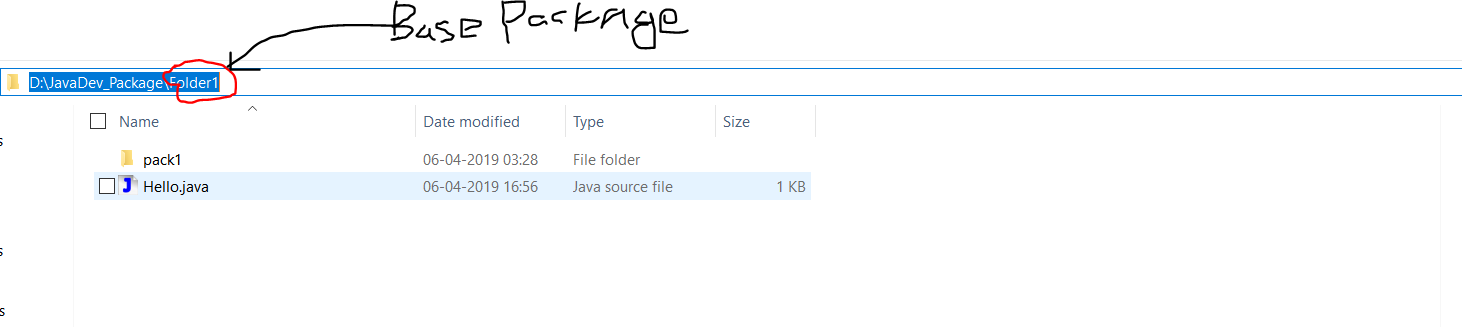 Base Package
D:\JavaDev_Package\Folder1
Name Date modified Type Size
pack1 06-04-2019 03:28 File folder
Hello.java 06-04-2019 16:56 Java source file 1 KB
s
s
s